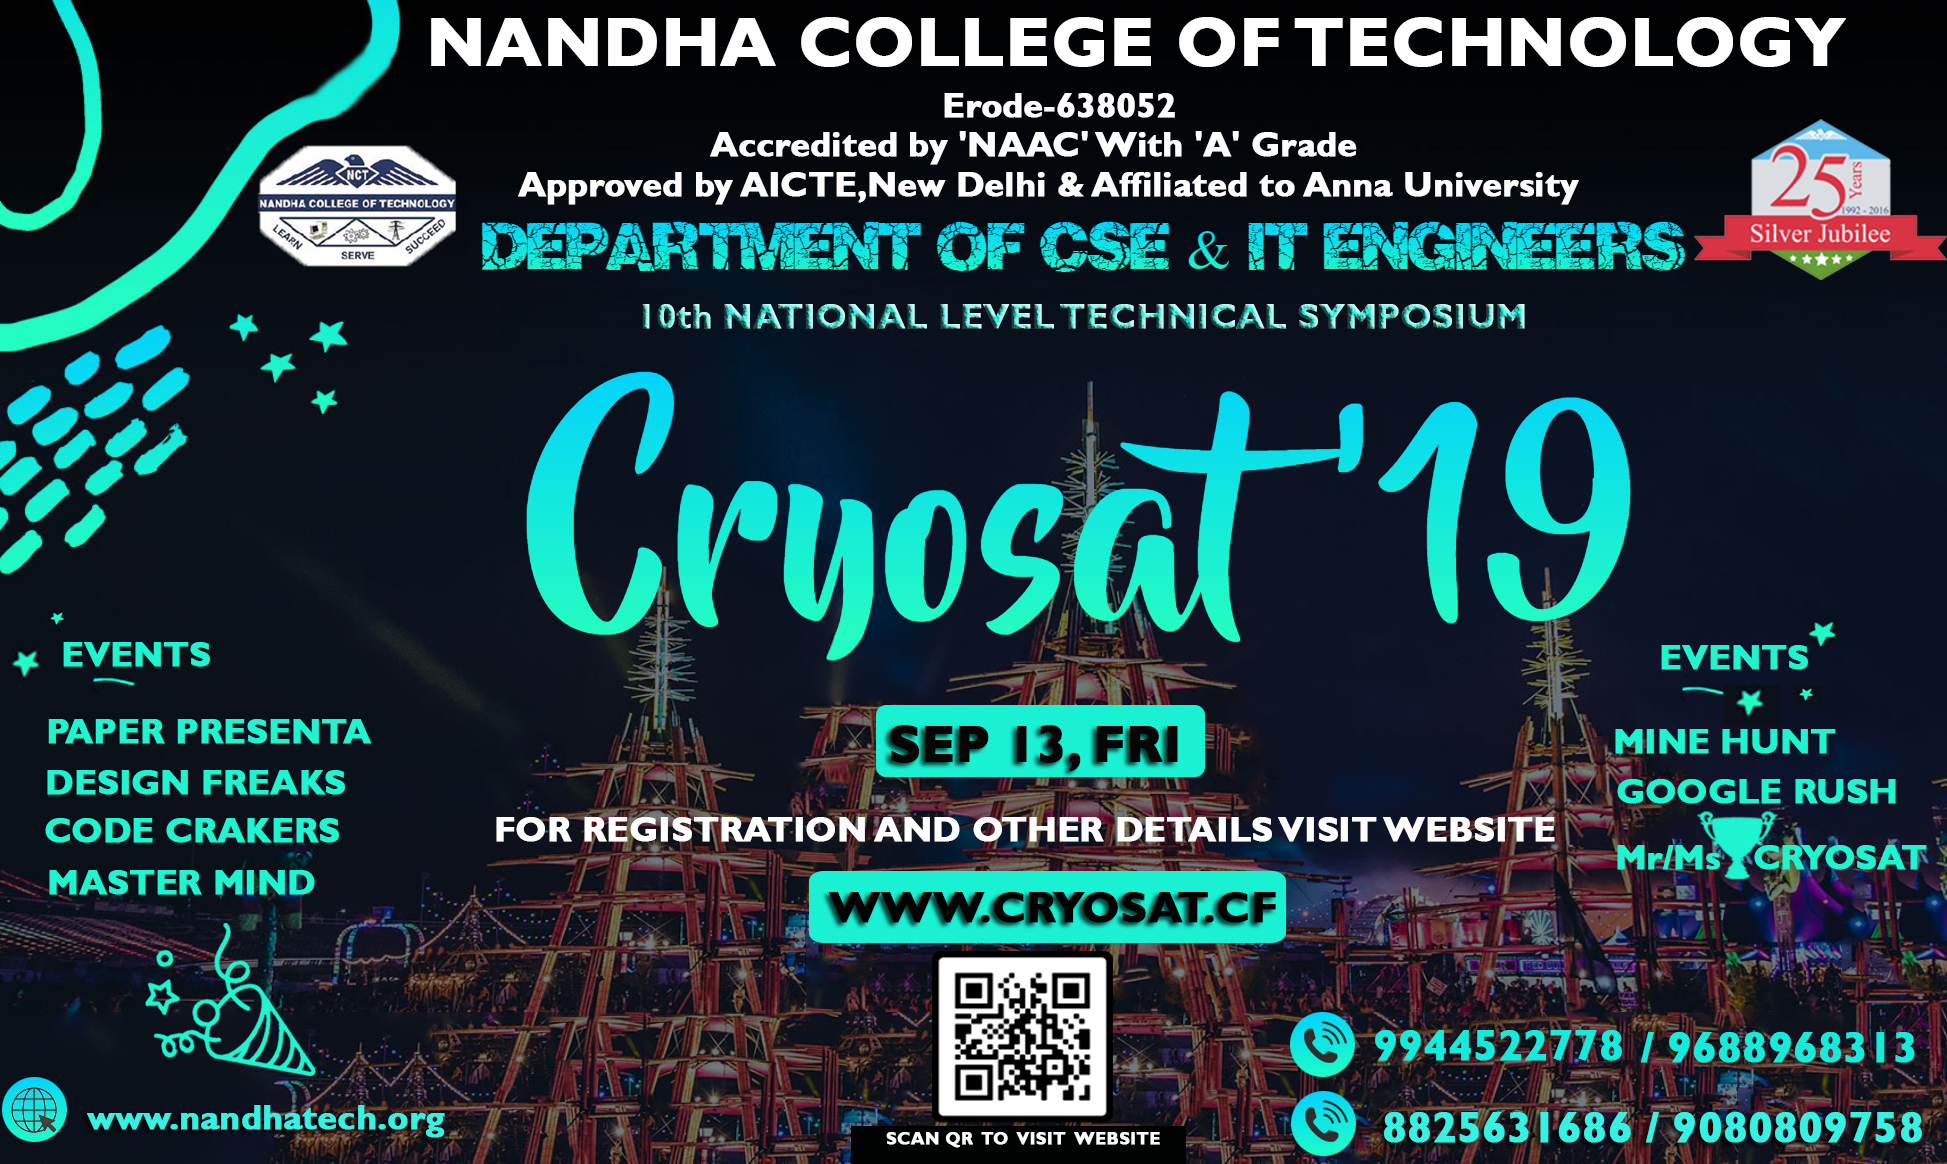 NANDHA COLLEGE OF TECHNOLOGY
Erode-638052
Accredited by 'NAAC' With 'A' Grade
Approved by AICTE,New Delhi & Affiliated to Anna University
NCT
NANDHA COLLEGE OF TECHNOLOGY
LEARN
SERVE
SUCCEED
25 Years
1992 - 2016
Silver Jubilee
DEPARTMENT OF CSE & IT ENGINEERS
10th NATIONAL LEVEL TECHNICAL SYMPOSIUM
Cryosat '19
EVENTS
PAPER PRESENTA
DESIGN FREAKS
CODE CRAKERS
MASTER MIND
EVENTS
MINE HUNT
GOOGLE RUSH
Mr/Ms CRYOSAT
SEP 13, FRI
FOR REGISTRATION AND OTHER DETAILS VISIT WEBSITE
WWW.CRYOSAT.CF
SCAN QR TO VISIT WEBSITE
www.nandhatech.org
9944522778 / 9688968313
8825631686 / 9080809758